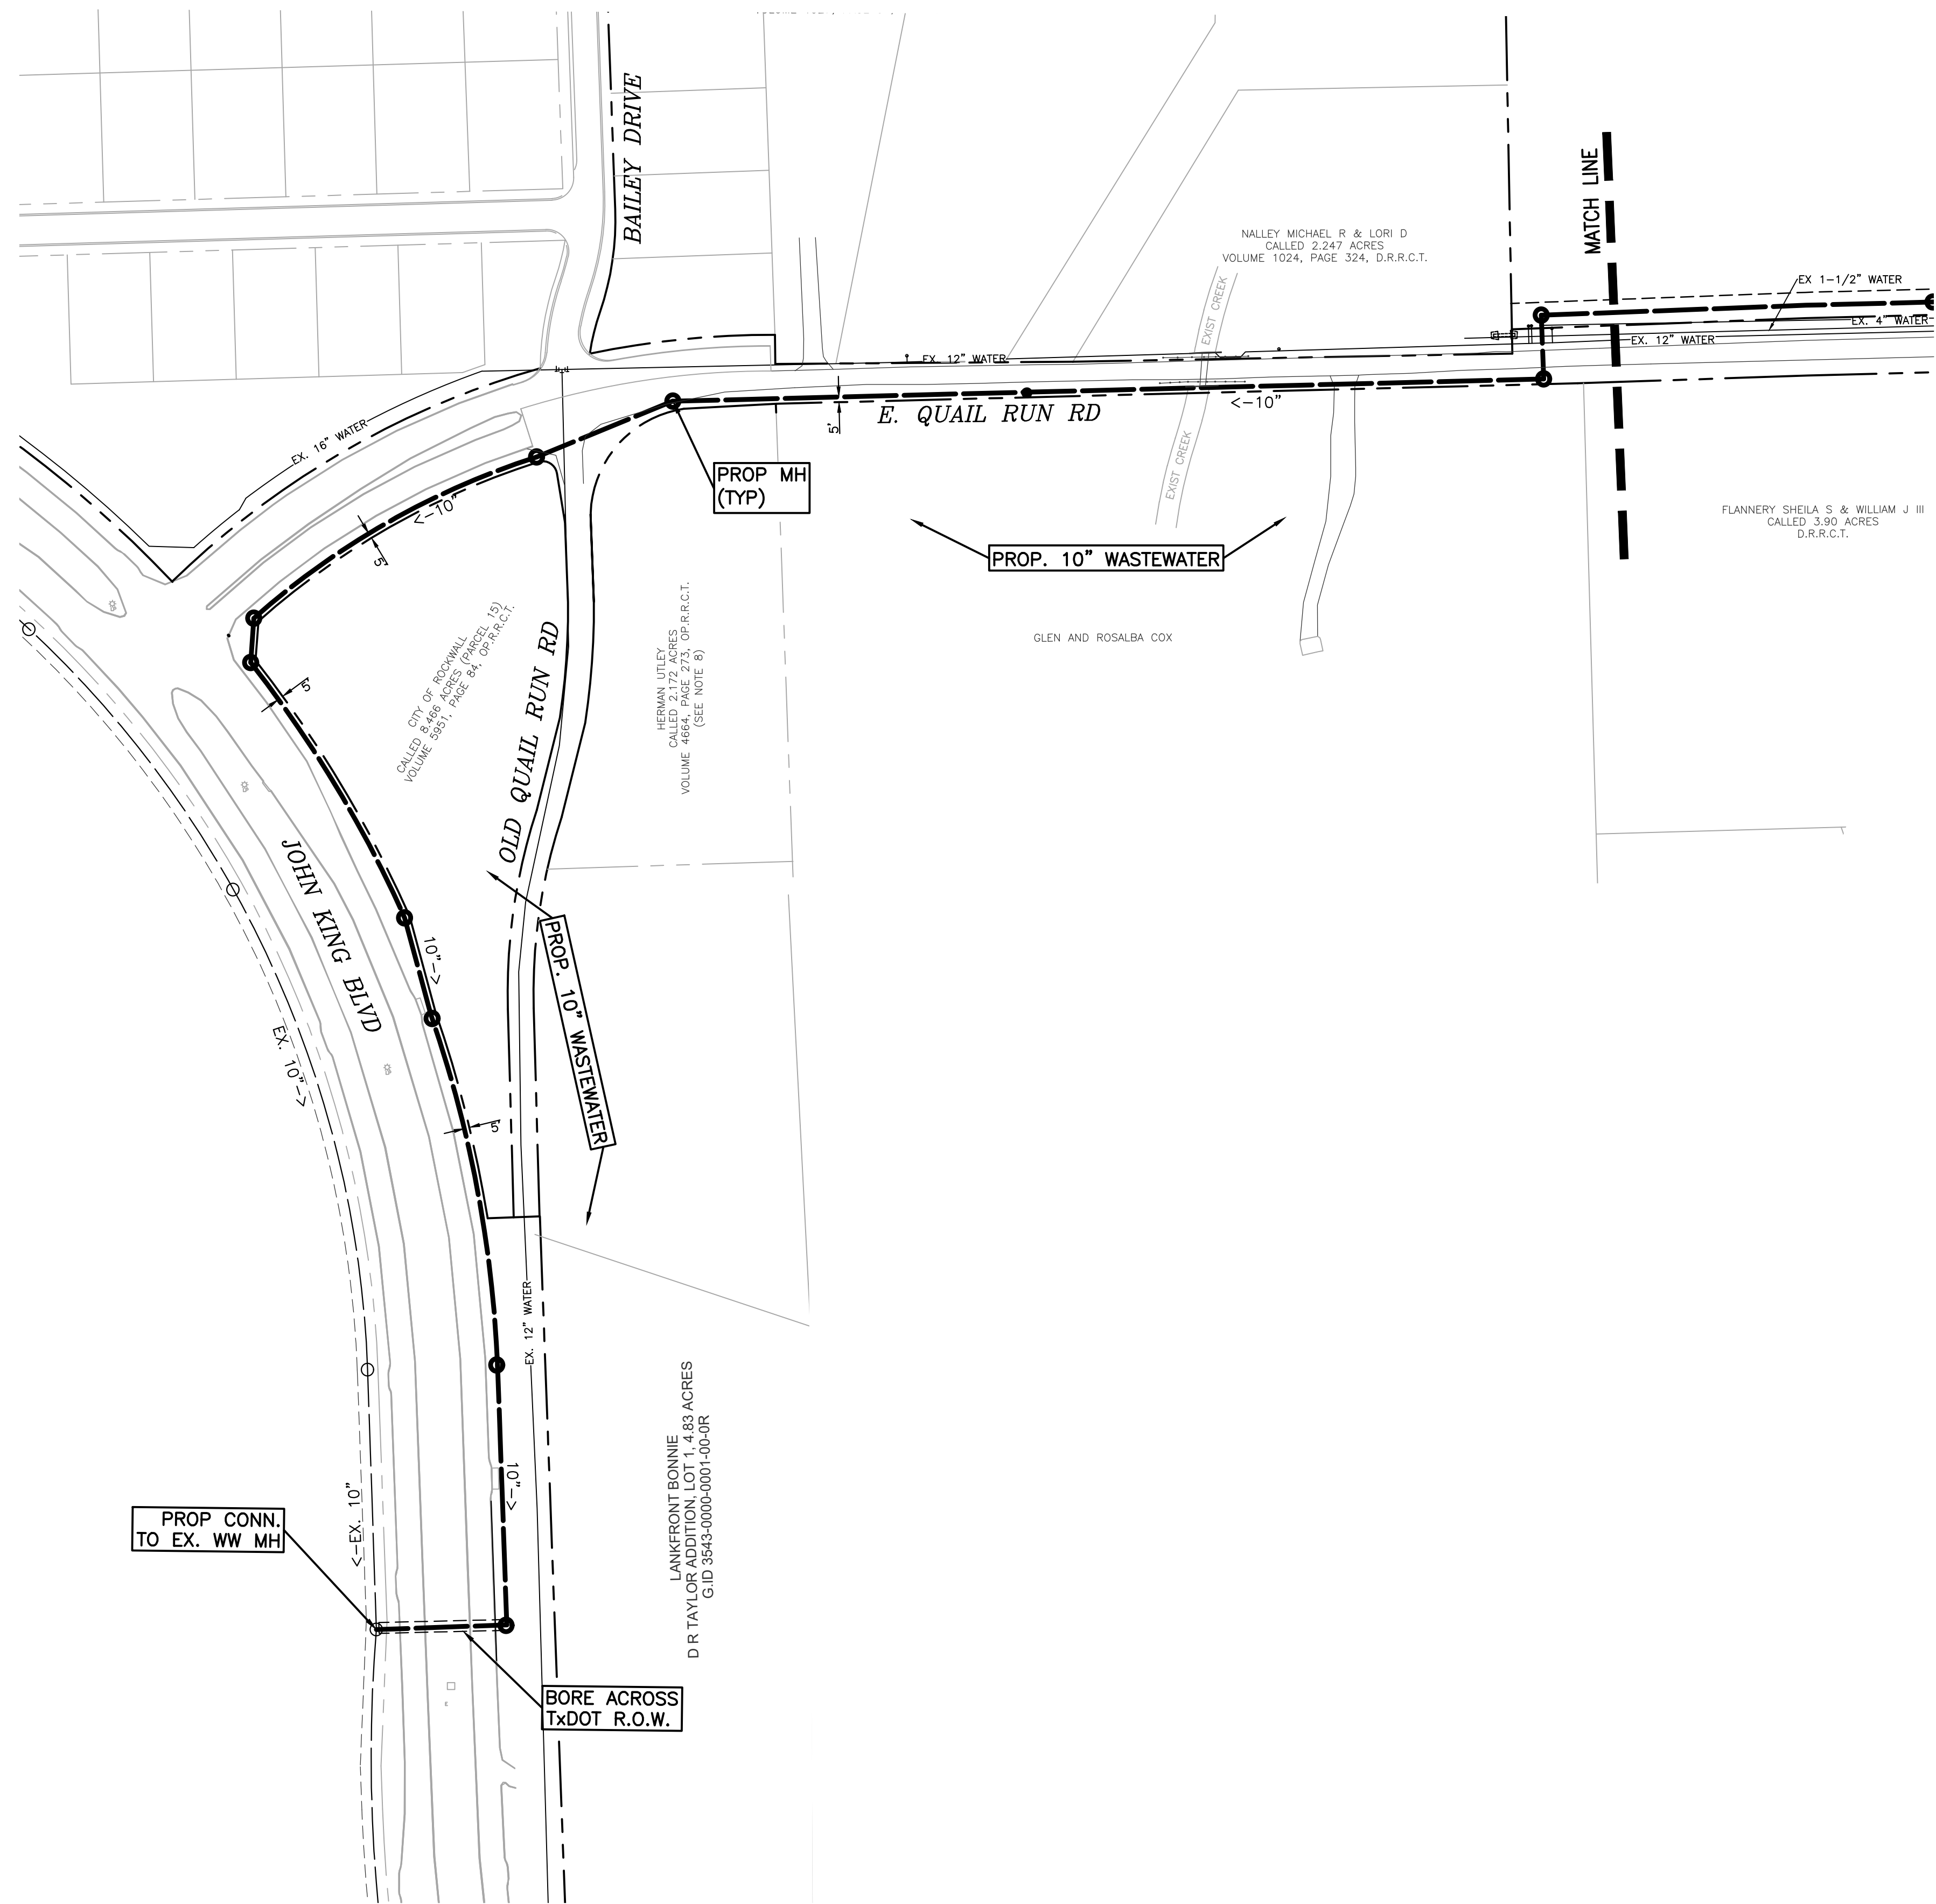 BAILEY DRIVE
MATCH LINE
NALLEY MICHAEL R & LORI D
CALLED 2.247 ACRES
VOLUME 1024, PAGE 324, D.R.R.C.T.
EX 1-1/2" WATER
EX. 4" WATER
EX. 12" WATER
EXIST CREEK
EX. 12" WATER
E. QUAIL RUN RD
<-10"
5'
EX. 16" WATER
PROP MH
(TYP)
<-10"
5'
EXIST CREEK
PROP. 10" WASTEWATER
FLANNERY SHEILA S & WILLIAM J III
CALLED 3.90 ACRES
D.R.R.C.T.
GLEN AND ROSALBA COX
CITY OF ROCKWALL
CALLED 8.466 ACRES (PARCEL 15)
VOLUME 5951, PAGE 84, OP.R.R.C.T.
5'
HERMAN UTLEY
CALLED 2.172 ACRES
VOLUME 4664, PAGE 273, OP.R.R.C.T.
(SEE NOTE 8)
OLD QUAIL RUN RD
JOHN KING BLVD
10"->
PROP. 10" WASTEWATER
EX. 10"->
5'
EX. 12" WATER
LANKFRONT BONNIE
D R TAYLOR ADDITION, LOT 1, 4.83 ACRES
G.ID 3543-0000-0001-00-0R
10"->
<-EX. 10"
PROP CONN.
TO EX. WW MH
BORE ACROSS
TxDOT R.O.W.